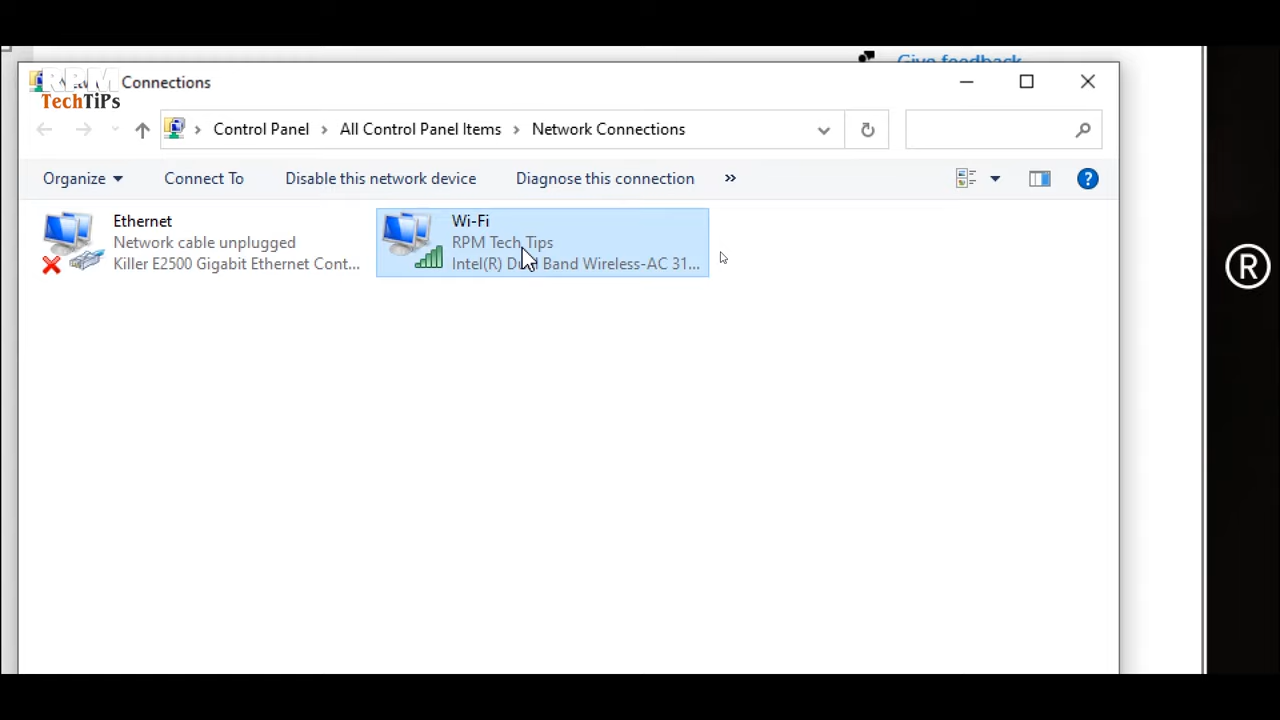 Give feedback
RPM
TechTiPs
Connections
Control Panel
All Control Panel Items
Network Connections
Organize
Connect To
Disable this network device
Diagnose this connection
»
?
Ethernet
Network cable unplugged
Killer E2500 Gigabit Ethernet Cont...
Wi-Fi
RPM Tech Tips
Intel(R) Dual Band Wireless-AC 31...
®